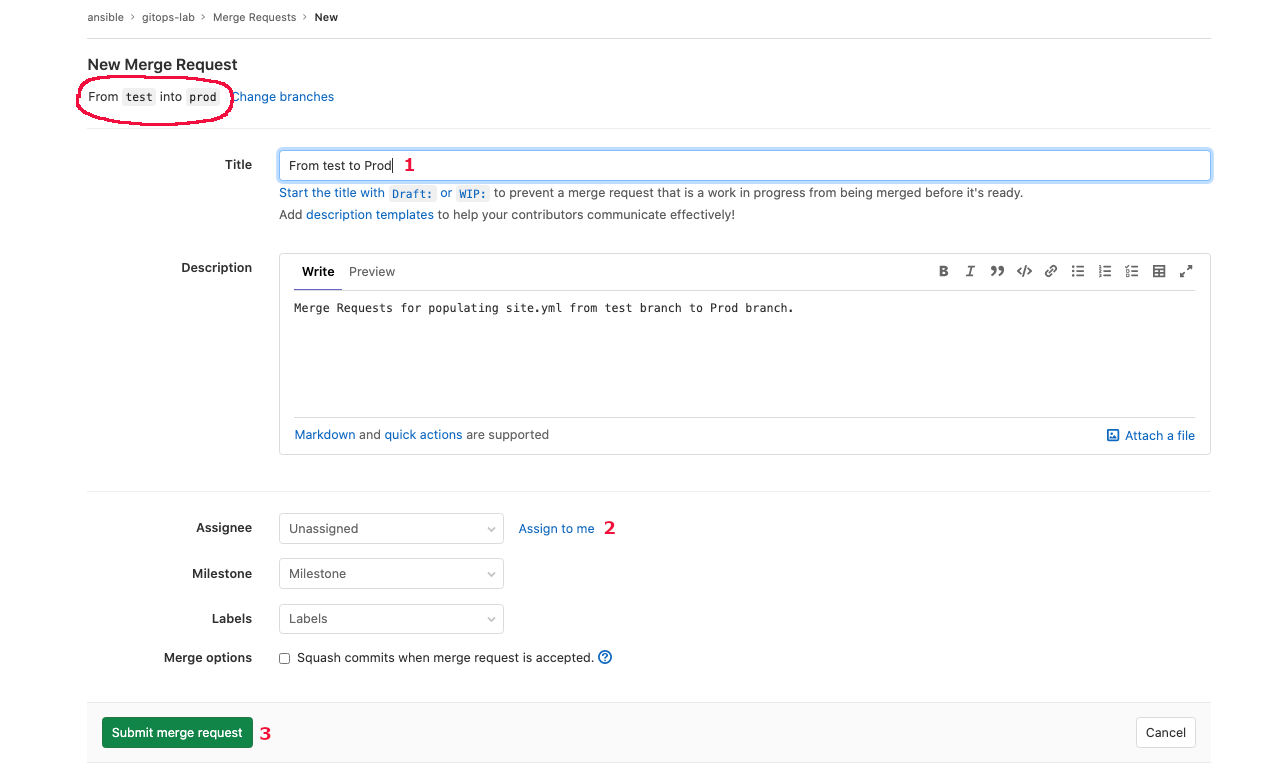 ansible > gitops-lab > Merge Requests > New
New Merge Request
From test into prod Change branches
Title From test to Prod 1
Start the title with Draft: or WIP: to prevent a merge request that is a work in progress from being merged before it's ready.
Add description templates to help your contributors communicate effectively!
Description Write Preview
Merge Requests for populating site.yml from test branch to Prod branch.
Markdown and quick actions are supported Attach a file
Assignee Unassigned Assign to me 2
Milestone Milestone
Labels Labels
Merge options Squash commits when merge request is accepted.
Submit merge request 3 Cancel